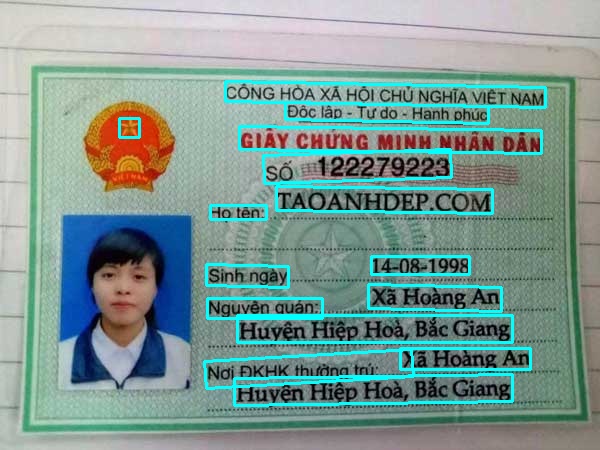 CỘNG HÒA XÃ HỘI CHỦ NGHĨA VIỆT NAM
Độc lập - Tự do - Hạnh phúc
GIẤY CHỨNG MINH NHÂN DÂN
SỐ 122279223
VIỆT NAM
Họ tên: TAOANHDEP.COM
Sinh ngày 14-08-1998
Nguyên quán: Xã Hoàng An
Huyện Hiệp Hoà, Bắc Giang
Nơi ĐKHK thường trú: Xã Hoàng An
Huyện Hiệp Hoà, Bắc Giang